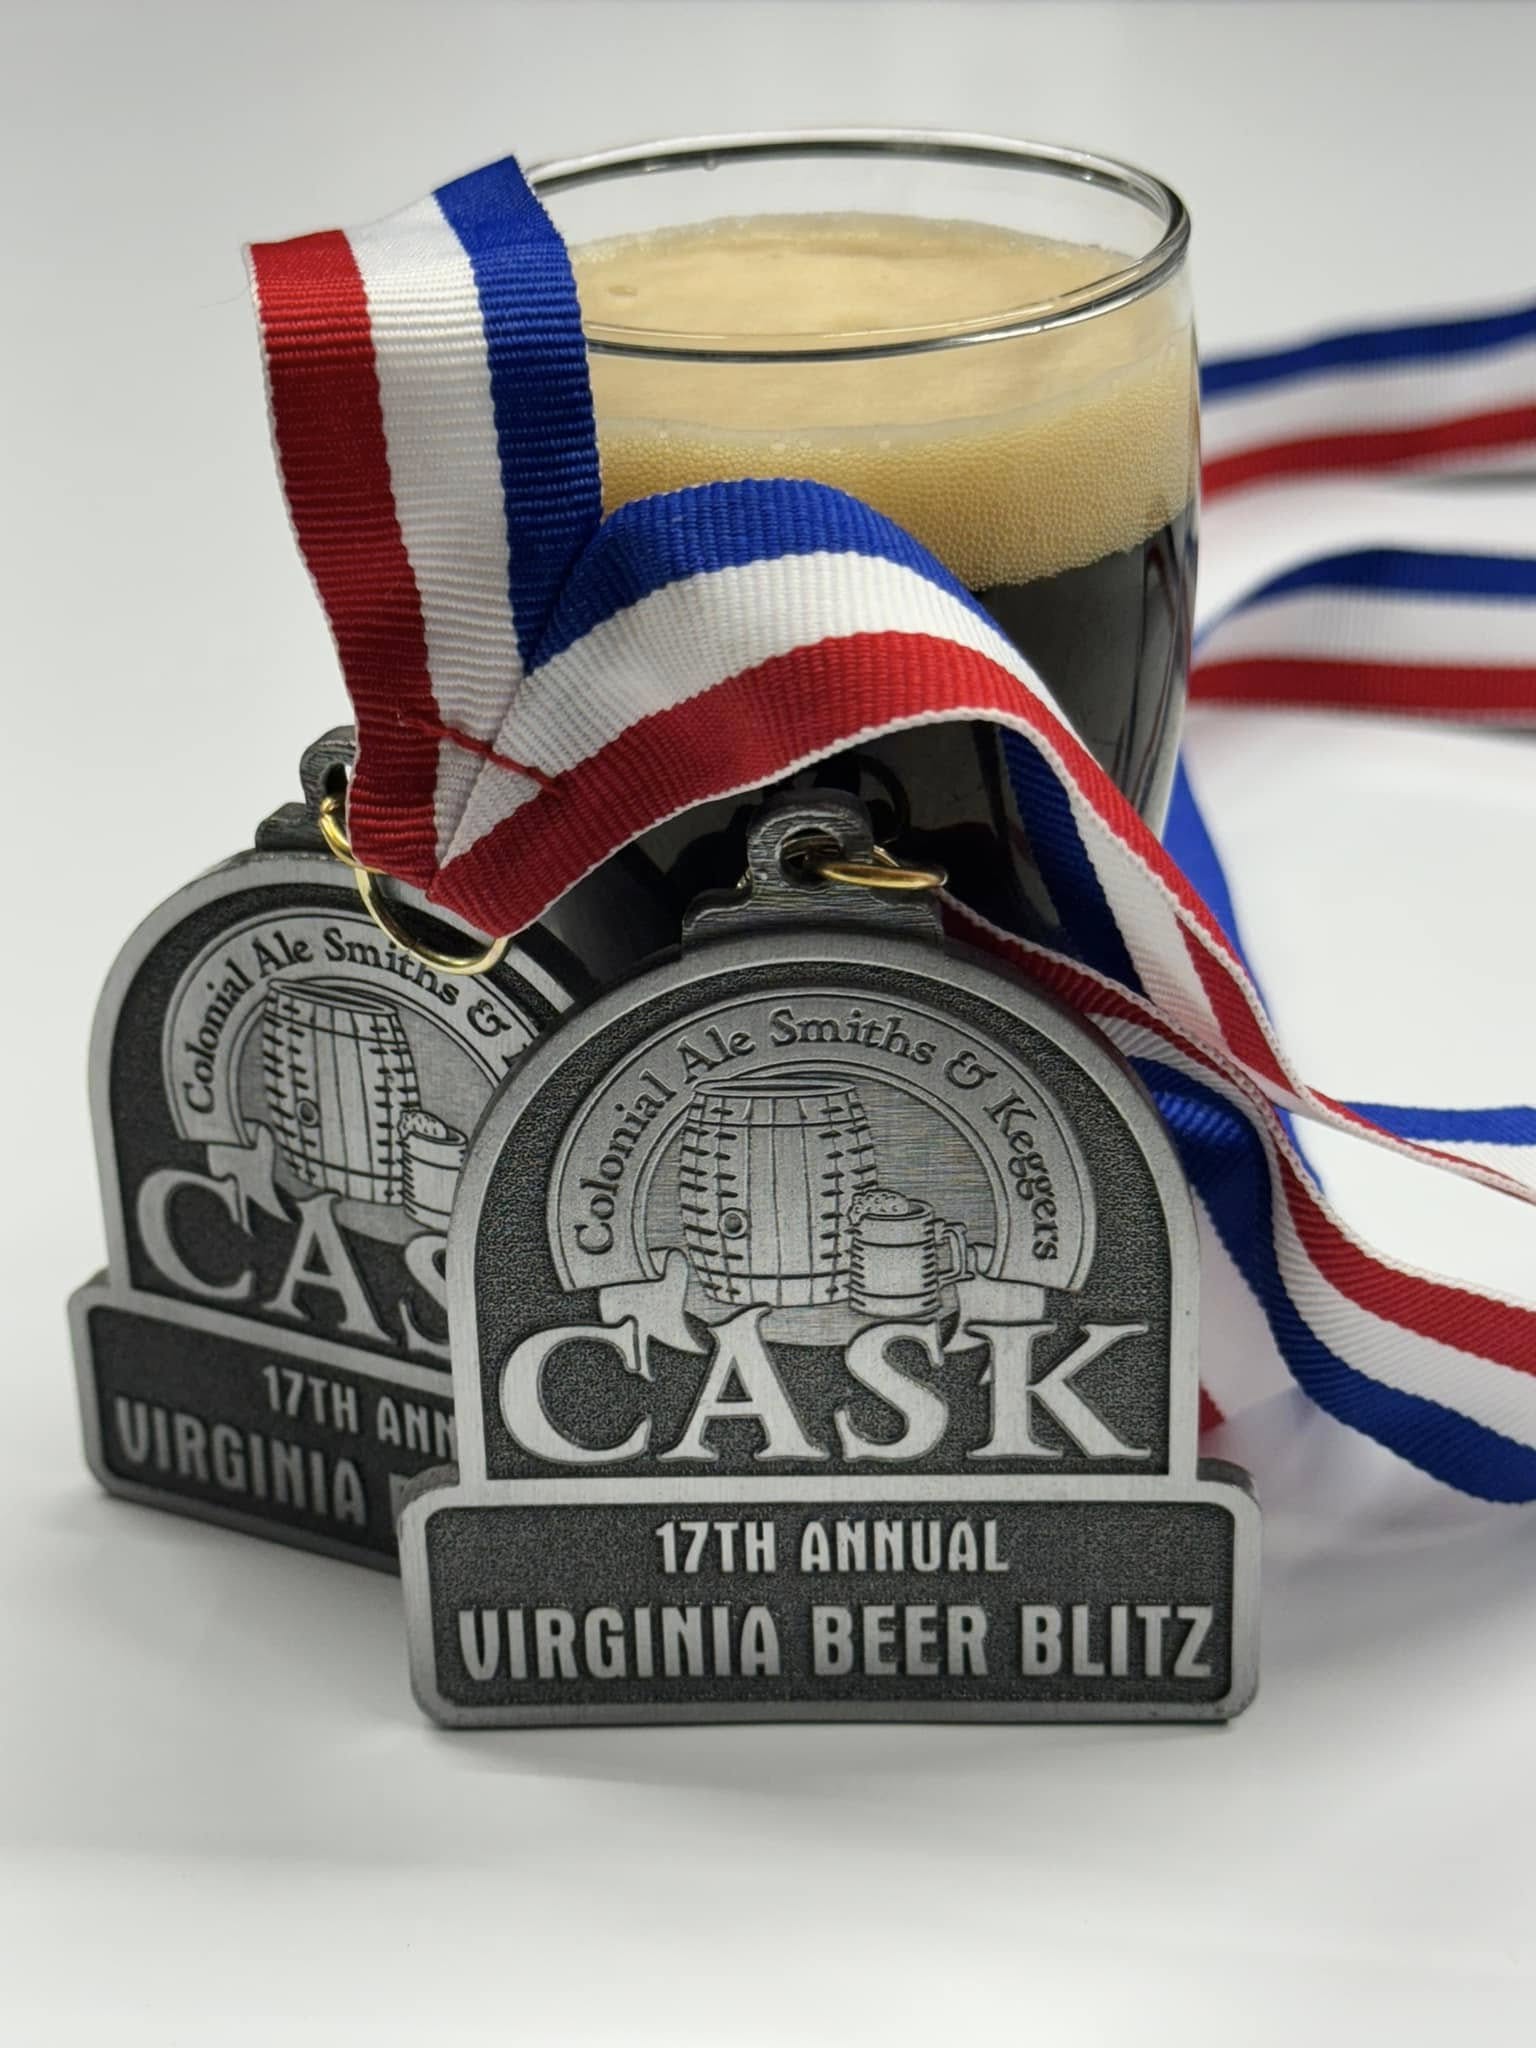 Colonial Ale Smiths &
CAS
17TH ANN
VIRGINIA
Colonial Ale Smiths & Keggers
CASK
17TH ANNUAL
VIRGINIA BEER BLITZ